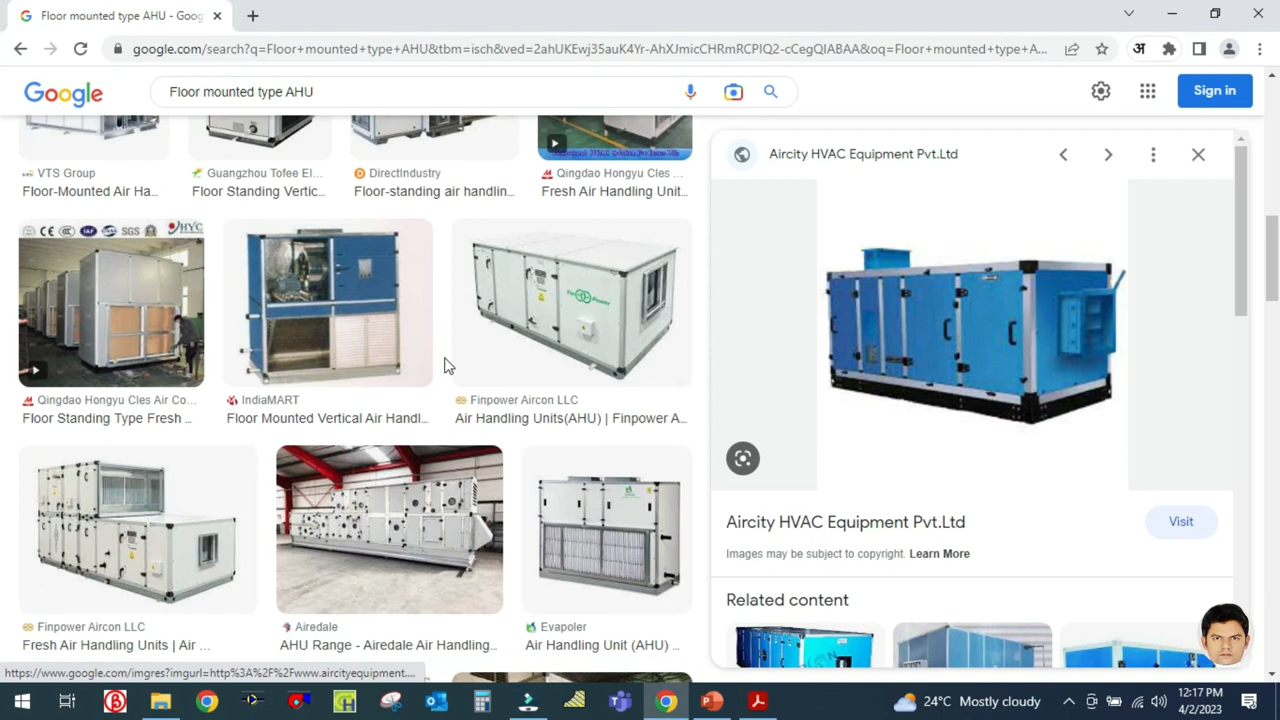 Floor mounted type AHU - Goog
google.com/search?q=Floor+mounted+type+AHU&tbm=isch&ved=2ahUKEwj35auK4Yr-AhXJmicCHRmRCPIQ2-cCegQIABAA&oq=Floor+mounted+type+A...
अ
Google
Floor mounted type AHU
Sign in
VTS Group
Floor-Mounted Air Ha...
Guangzhou Tofee El...
Floor Standing Vertic...
DirectIndustry
Floor-standing air handlin...
Qingdao Hongyu Cles ...
Fresh Air Handling Unit...
Aircity HVAC Equipment Pvt.Ltd
SGS
HYC
Qingdao Hongyu Cles Air Co...
Floor Standing Type Fresh ...
IndiaMART
Floor Mounted Vertical Air Handl...
Finpower Aircon LLC
Air Handling Units(AHU) | Finpower A...
Aircity HVAC Equipment Pvt.Ltd
Visit
Images may be subject to copyright. Learn More
Related content
Finpower Aircon LLC
Fresh Air Handling Units | Air ...
Airedale
AHU Range - Airedale Air Handling...
Evapoler
Air Handling Unit (AHU) ...
https://www.google.com/imgres?imgurl=http%3A%2F%2Fwww.aircityequipment....
24°C Mostly cloudy
12:17 PM
4/2/2023